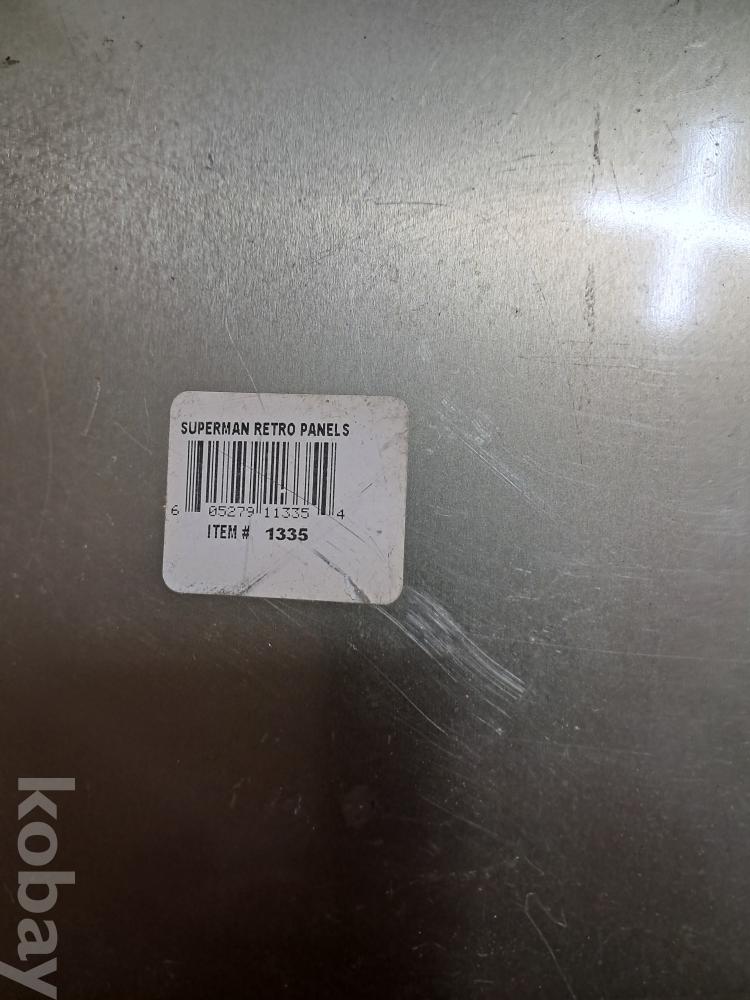 SUPERMAN RETRO PANELS
6 05279 11335 4
ITEM # 1335
kobay